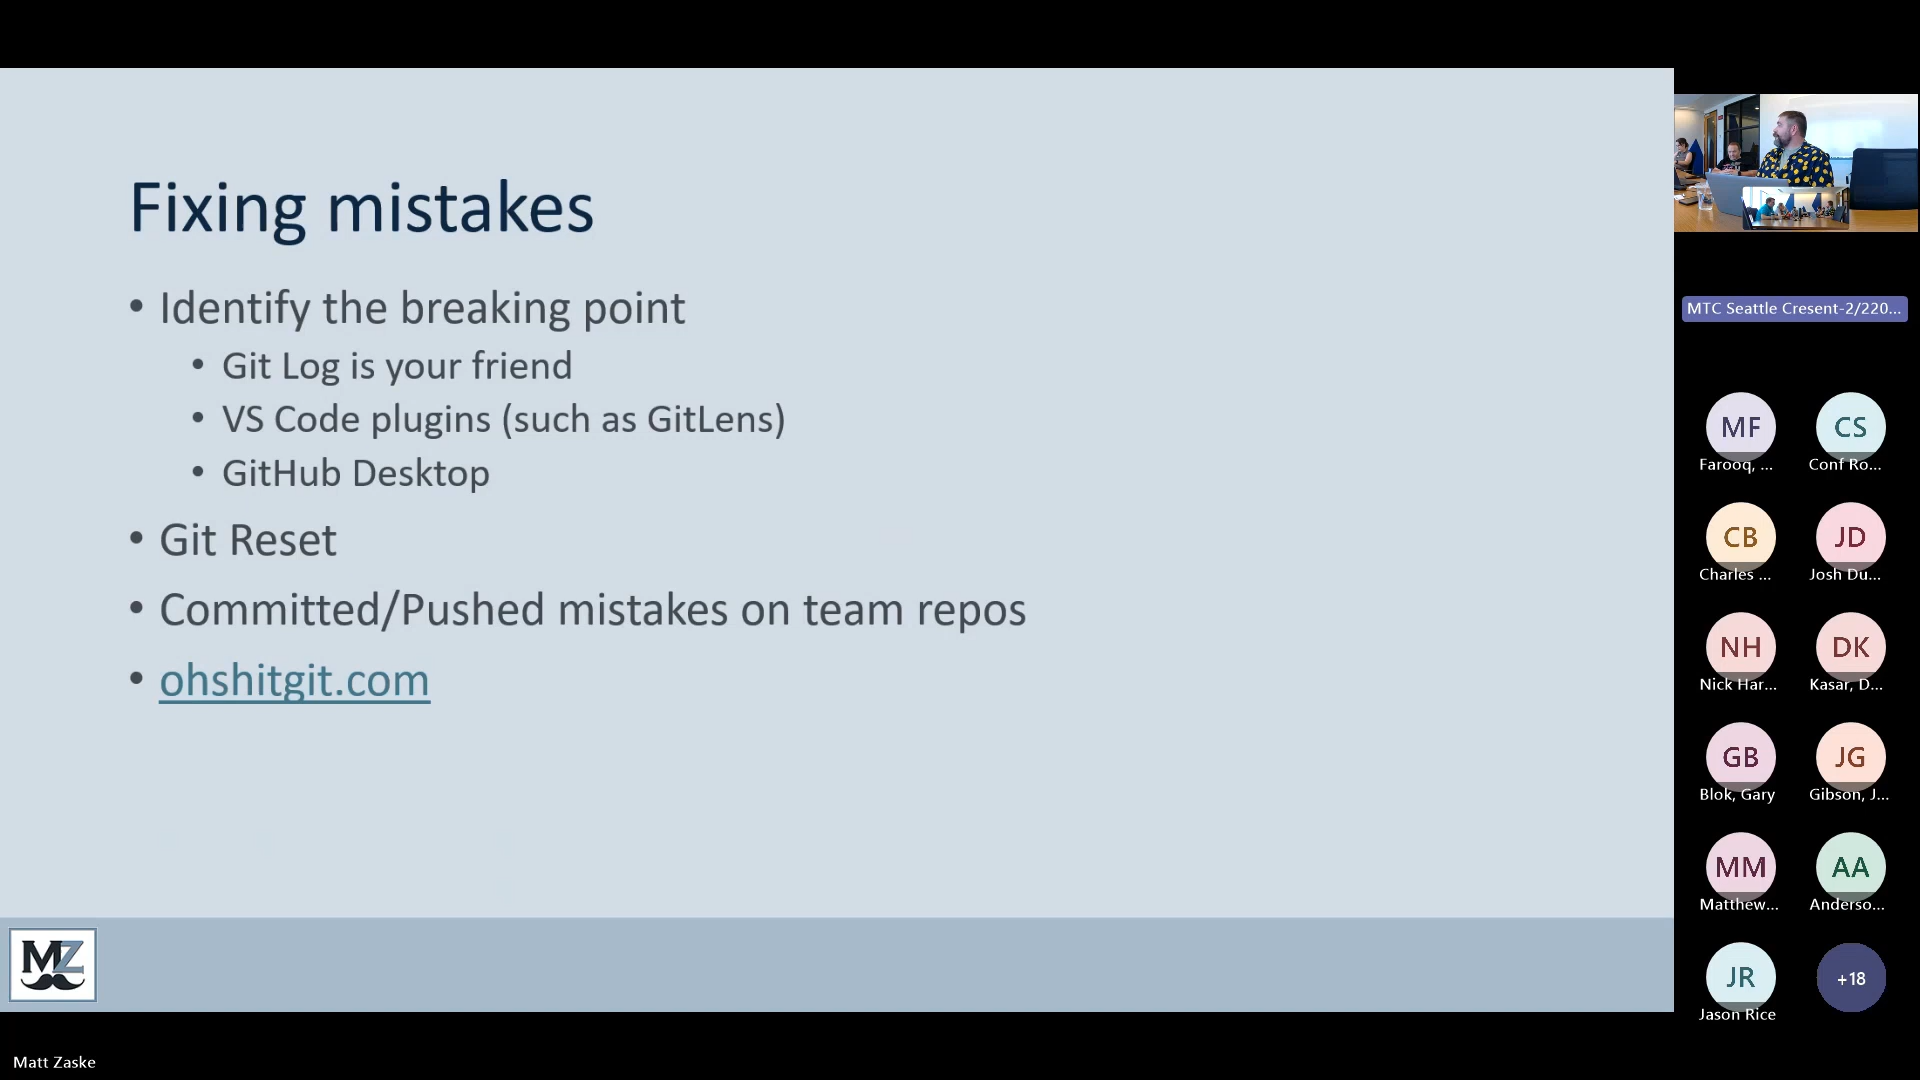 Fixing mistakes
• Identify the breaking point
• Git Log is your friend
• VS Code plugins (such as GitLens)
• GitHub Desktop
• Git Reset
• Committed/Pushed mistakes on team repos
• ohshitgit.com
MZ
Matt Zaske
MTC Seattle Cresent-2/220...
MF
Farooq, ...
CS
Conf Ro...
CB
Charles ...
JD
Josh Du...
NH
Nick Har...
DK
Kasar, D...
GB
Blok, Gary
JG
Gibson, J...
MM
Matthew...
AA
Anderso...
JR
Jason Rice
+18